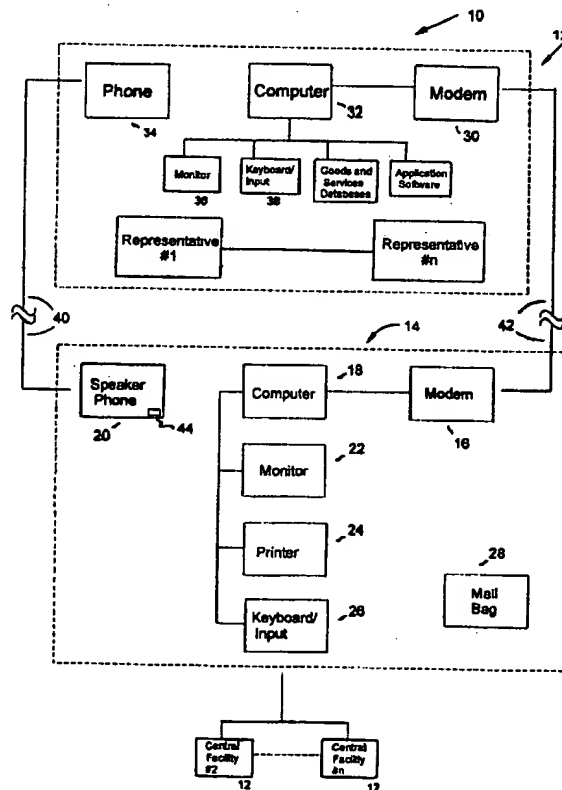 10
Phone
Computer
Modem
34
32
30
Monitor
Keyboard/
Input
Goods and
Services
Databases
Application
Software
36
38
Representative
#1
Representative
#n
40
42
14
Speaker
Phone
20
44
Computer
18
Modem
16
Monitor
22
Printer
24
28
Mail
Bag
Keyboard/
Input
26
Central
Facility
#2
Central
Facility
#n
12
12